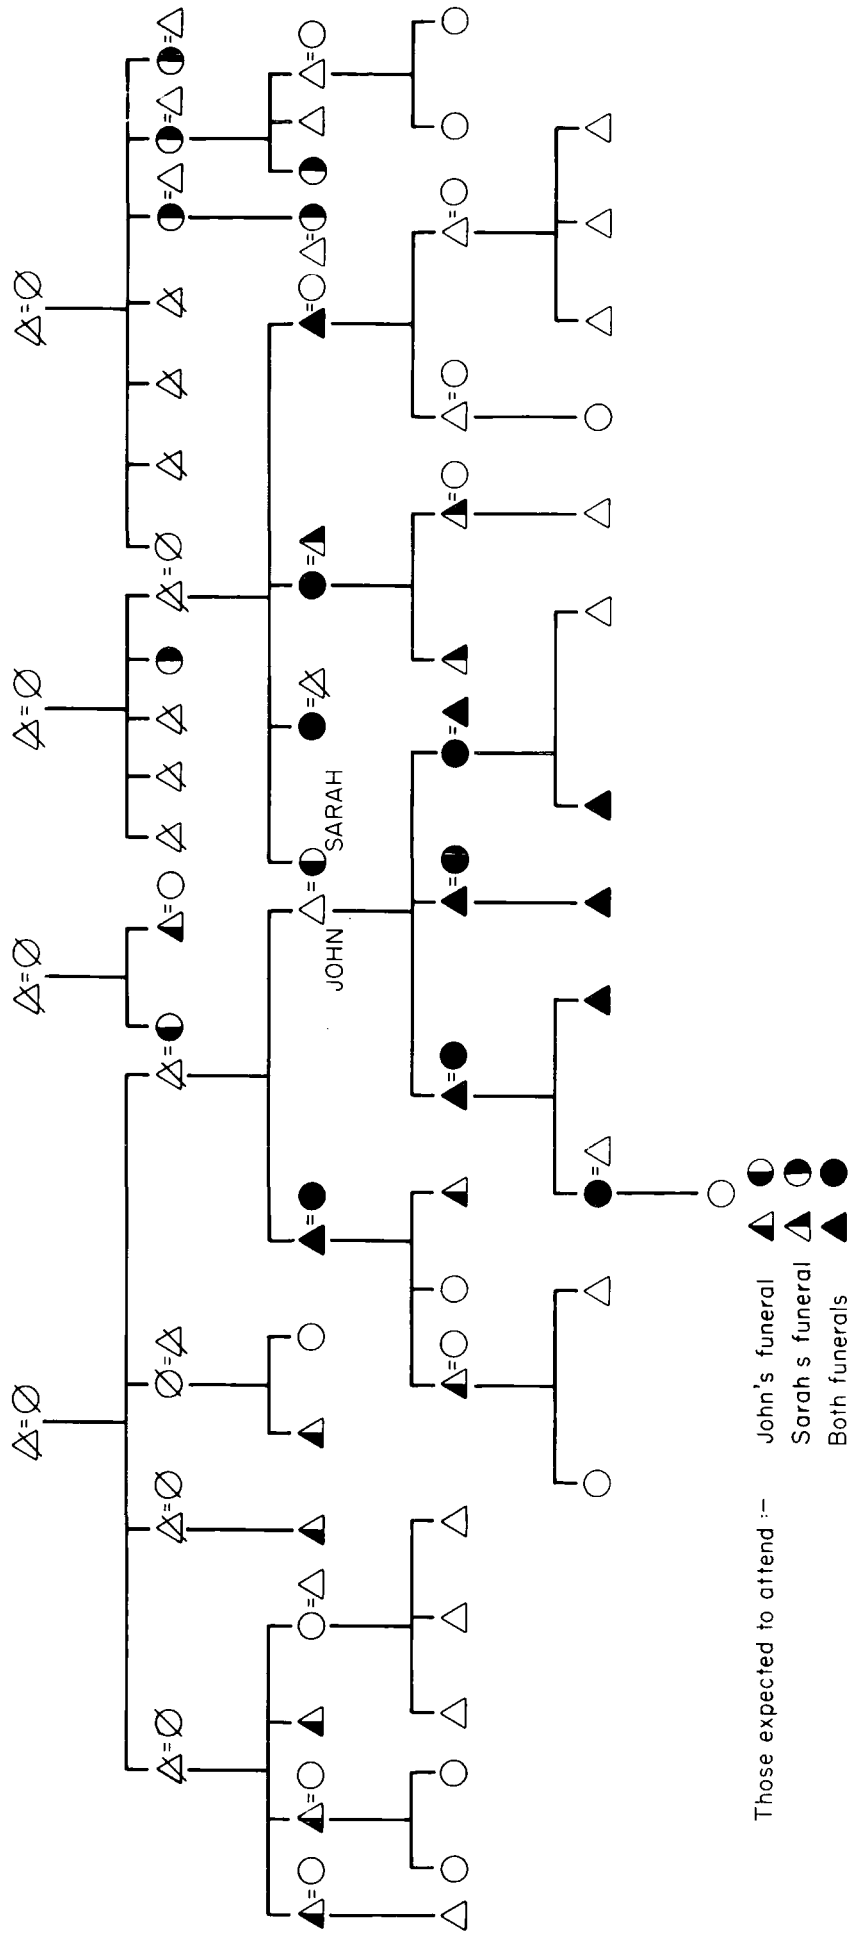 JOHN
SARAH
Those expected to attend :—
John's funeral
Sarah s funeral
Both funerals